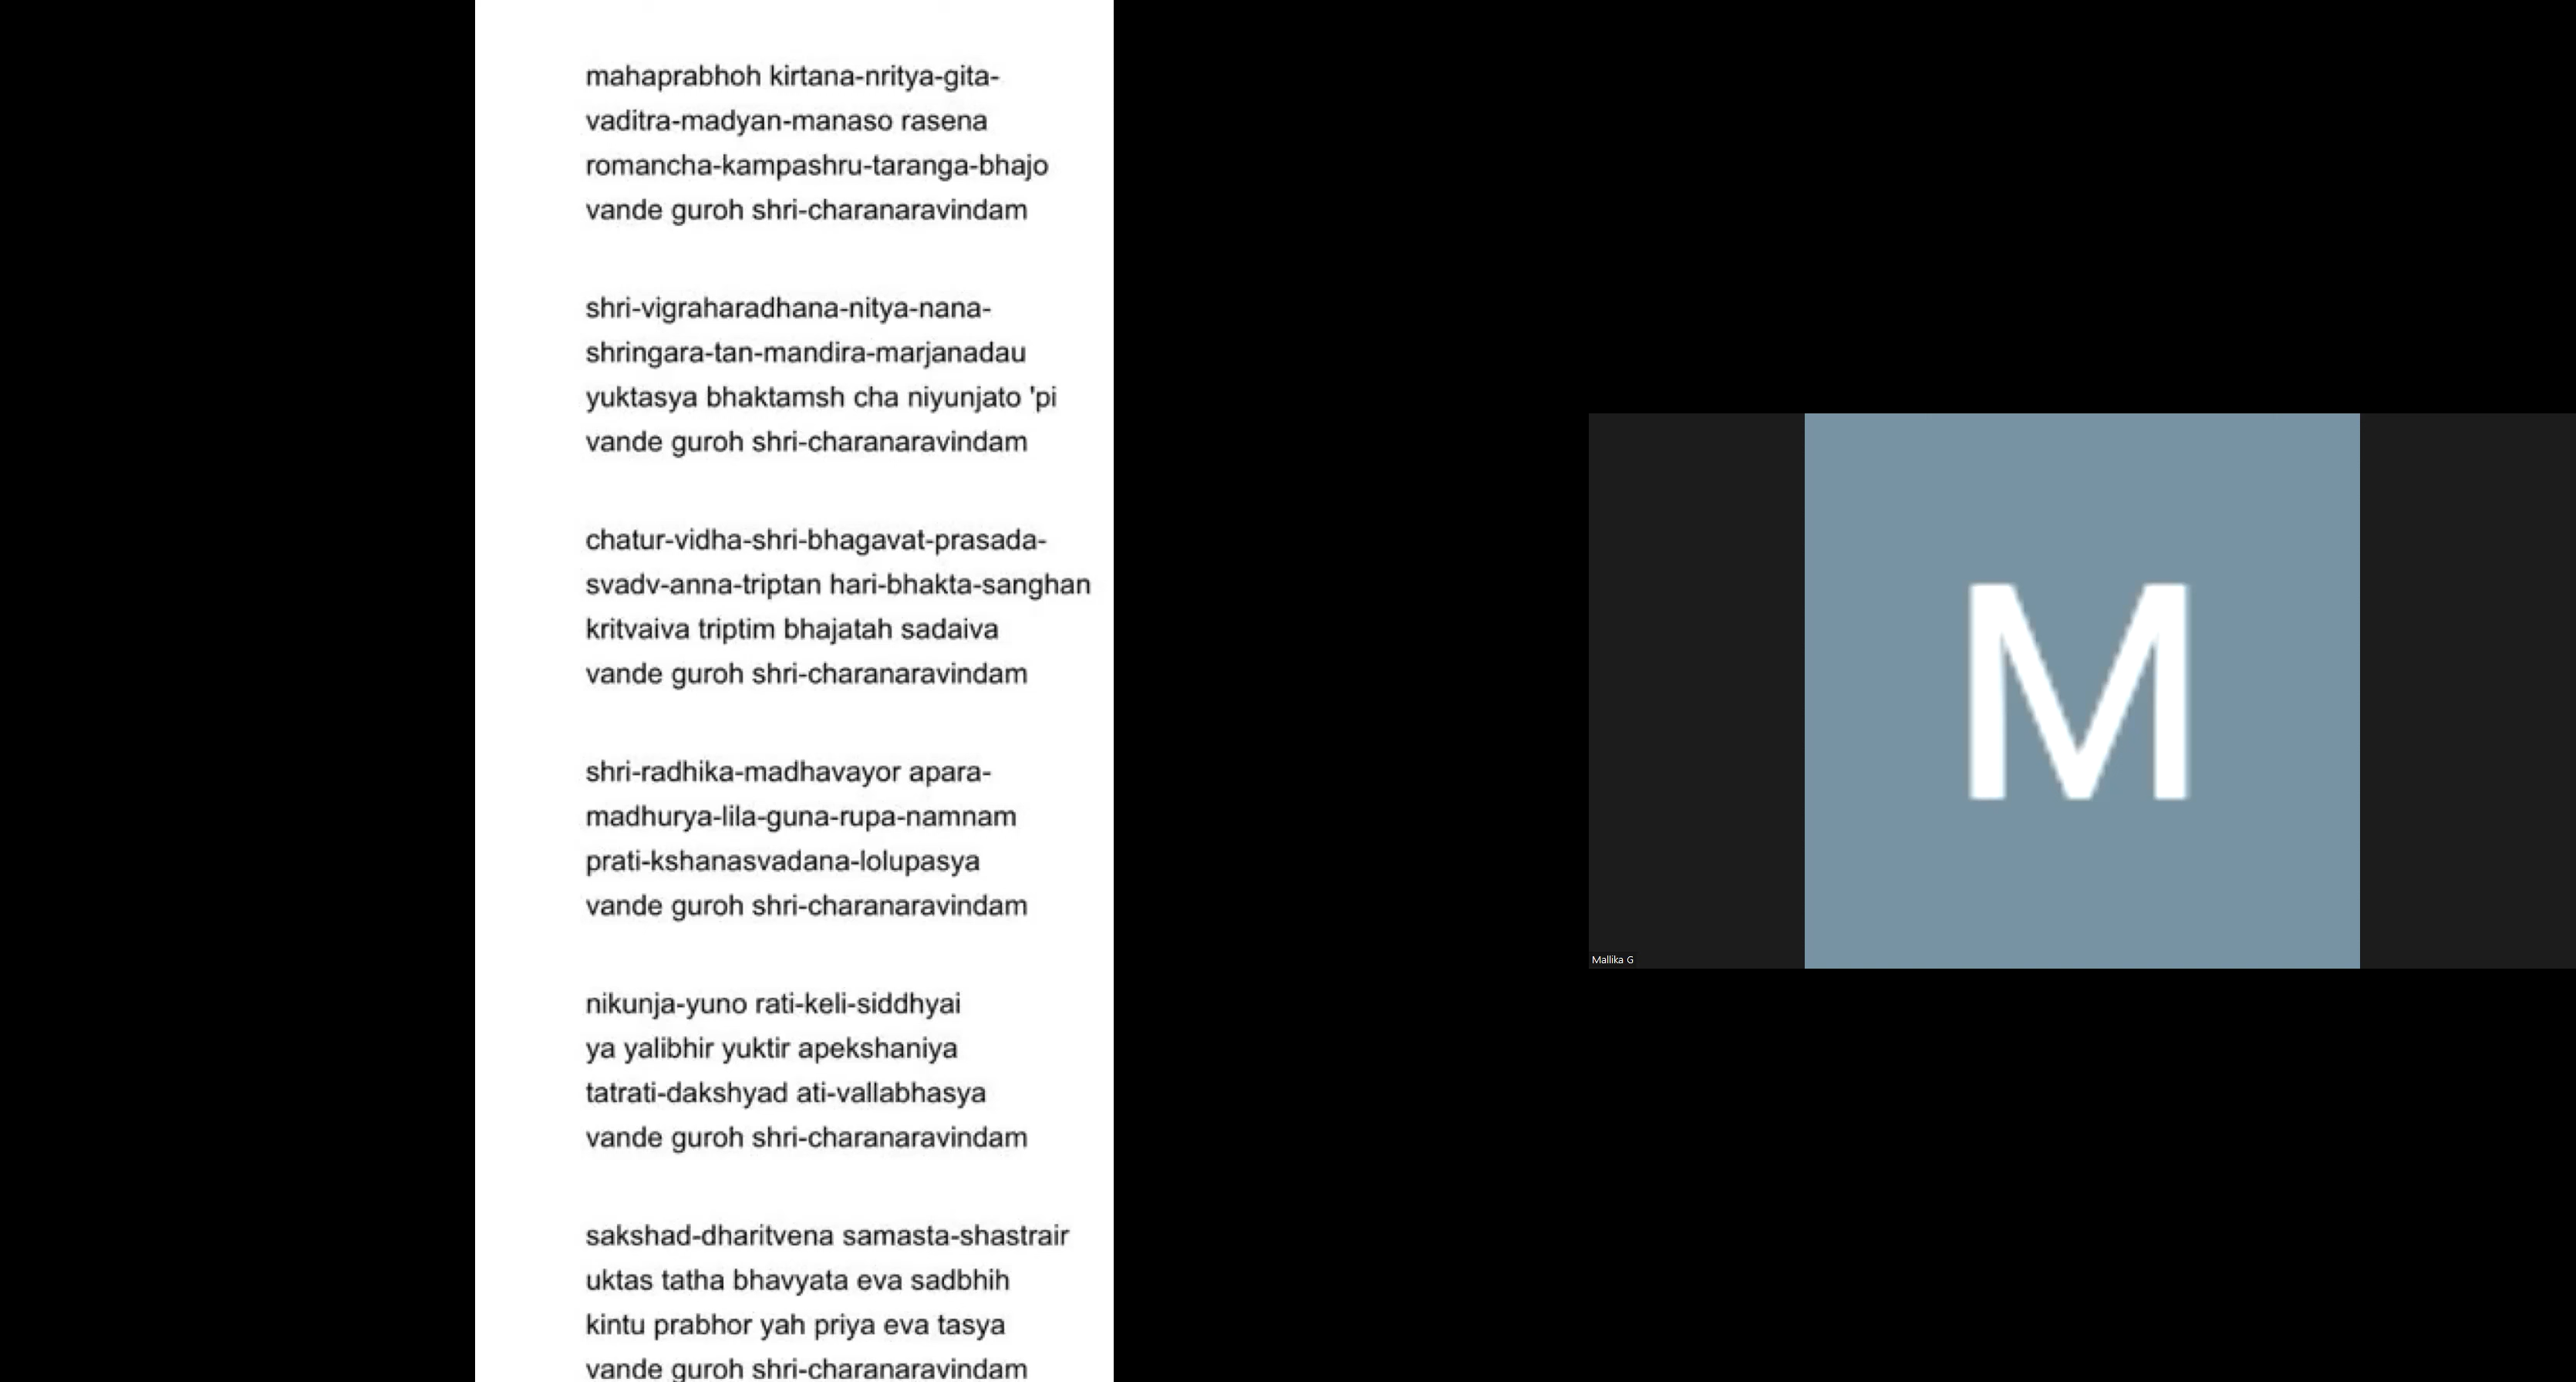 mahaprabhoh kirtana-nritya-gita-
vaditra-madyan-manaso rasena
romancha-kampashru-taranga-bhajo
vande guroh shri-charanaravindam
shri-vigraharadhana-nitya-nana-
shringara-tan-mandira-marjanadau
yuktasya bhaktamsh cha niyunjato 'pi
vande guroh shri-charanaravindam
chatur-vidha-shri-bhagavat-prasada-
svadv-anna-triptan hari-bhakta-sanghan
kritvaiva triptim bhajatah sadaiva
vande guroh shri-charanaravindam
shri-radhika-madhavayor apara-
madhurya-lila-guna-rupa-namnam
prati-kshanasvadana-lolupasya
vande guroh shri-charanaravindam
nikunja-yuno rati-keli-siddhyai
ya yalibhir yuktir apekshaniya
tatrati-dakshyad ati-vallabhasya
vande guroh shri-charanaravindam
sakshad-dharitvena samasta-shastrair
uktas tatha bhavyata eva sadbhih
kintu prabhor yah priya eva tasya
vande guroh shri-charanaravindam
M
Mallika G